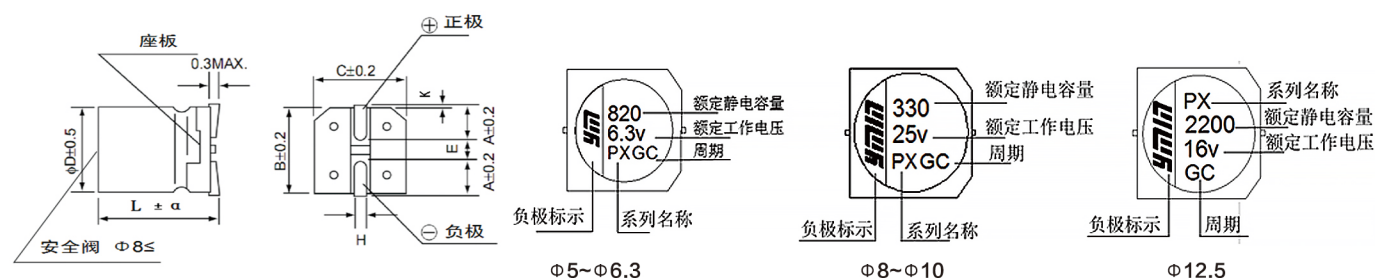 座板
0.3MAX.
ϕD±0.5
L ± α
安全阀 Φ8≤
⊕ 正极
C±0.2
K
B±0.2
E
A±0.2
A±0.2
H
⊖ 负极
YMIN
820
额定静电容量
6.3v
额定工作电压
PX GC
周期
负极标示
系列名称
Φ5~Φ6.3
YMIN
330
额定静电容量
25v
额定工作电压
PX GC
周期
负极标示
系列名称
Φ8~Φ10
YMIN
PX
系列名称
2200
额定静电容量
16v
额定工作电压
GC
负极标示
周期
Φ12.5